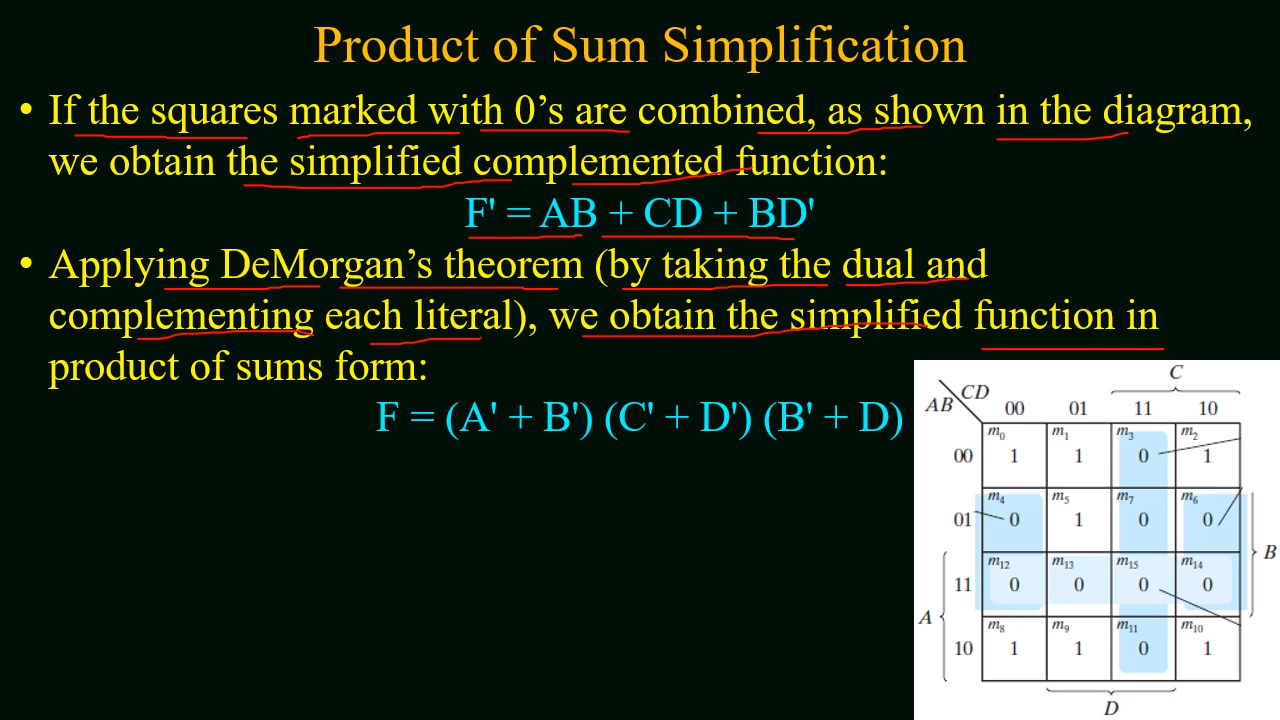 Product of Sum Simplification
• If the squares marked with 0’s are combined, as shown in the diagram,
we obtain the simplified complemented function:
F' = AB + CD + BD'
• Applying DeMorgan’s theorem (by taking the dual and
complementing each literal), we obtain the simplified function in
product of sums form:
F = (A' + B') (C' + D') (B' + D)
C
CD
AB
00 01 11 10
m0 m1 m3 m2
00 1 1 0 1
m4 m5 m7 m6
01 0 1 0 0
B
m12 m13 m15 m14
11 0 0 0 0
A
m8 m9 m11 m10
10 1 1 0 1
D